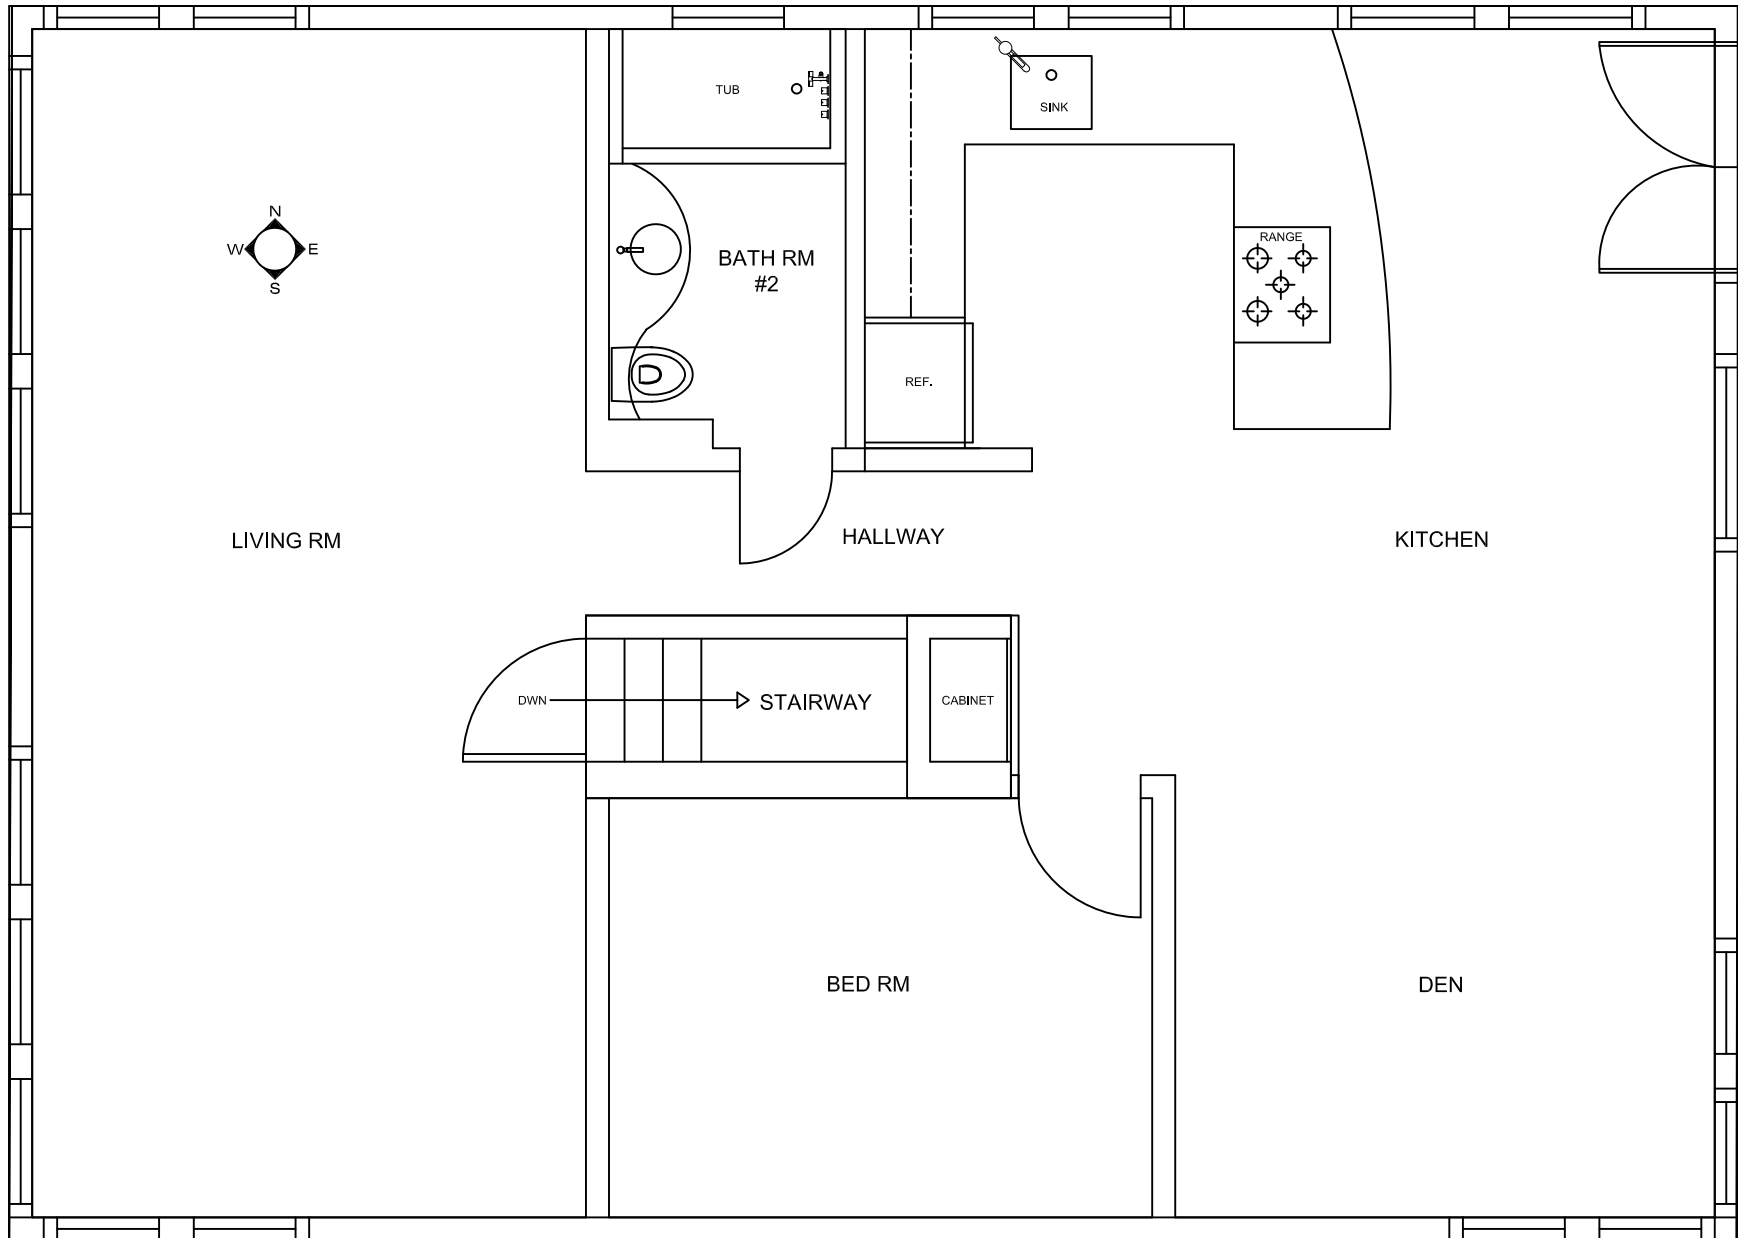 TUB
SINK
N
W
E
S
RANGE
BATH RM
#2
REF.
LIVING RM
HALLWAY
KITCHEN
DWN
STAIRWAY
CABINET
BED RM
DEN